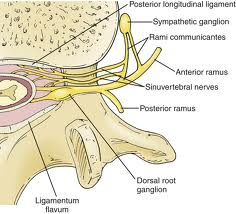 Posterior longitudinal ligament
Sympathetic ganglion
Rami communicantes
Anterior ramus
Sinuvertebral nerves
Posterior ramus
Dorsal root
ganglion
Ligamentum
flavum